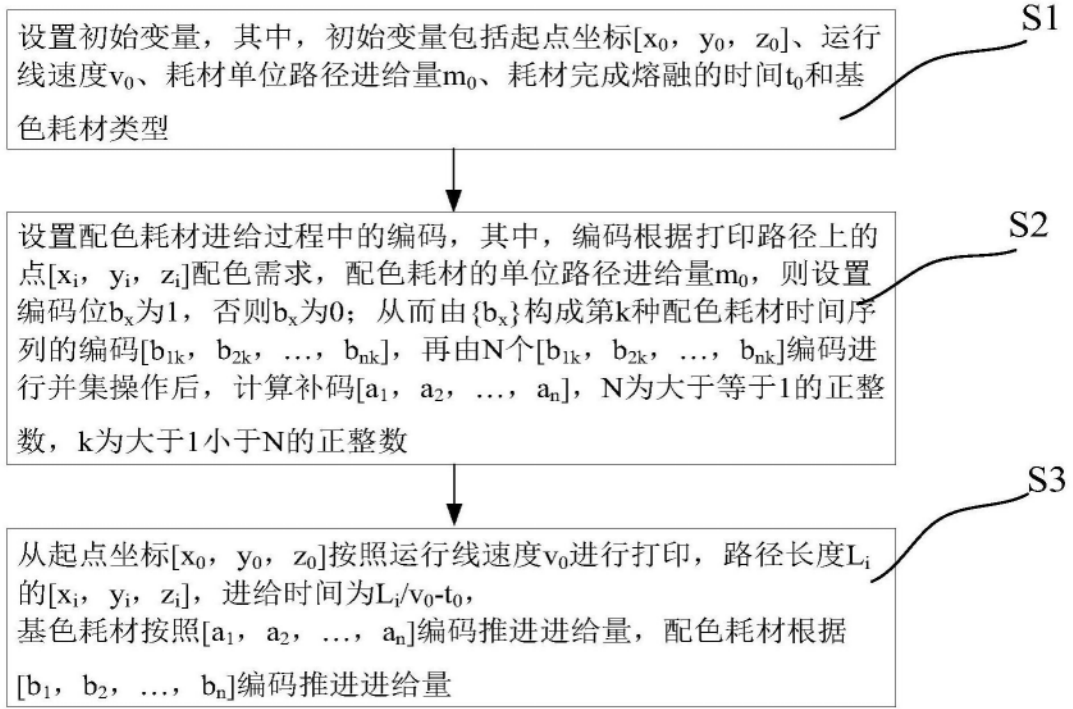 S1
设置初始变量，其中，初始变量包括起点坐标[x₀，y₀，z₀]、运行
线速度v₀、耗材单位路径进给量m₀、耗材完成熔融的时间t₀和基
色耗材类型
S2
设置配色耗材进给过程中的编码，其中，编码根据打印路径上的
点[xᵢ，yᵢ，zᵢ]配色需求，配色耗材的单位路径进给量m₀，则设置
编码位bₓ为1，否则bₓ为0；从而由{bₓ}构成第k种配色耗材时间序
列的编码[b₁ₖ，b₂ₖ，…，bₙₖ]，再由N个[b₁ₖ，b₂ₖ，…，bₙₖ]编码进
行并集操作后，计算补码[a₁，a₂，…，aₙ]，N为大于等于1的正整
数，k为大于1小于N的正整数
S3
从起点坐标[x₀，y₀，z₀]按照运行线速度v₀进行打印，路径长度Lᵢ
的[xᵢ，yᵢ，zᵢ]，进给时间为Lᵢ/v₀-t₀，
基色耗材按照[a₁，a₂，…，aₙ]编码推进进给量，配色耗材根据
[b₁，b₂，…，bₙ]编码推进进给量